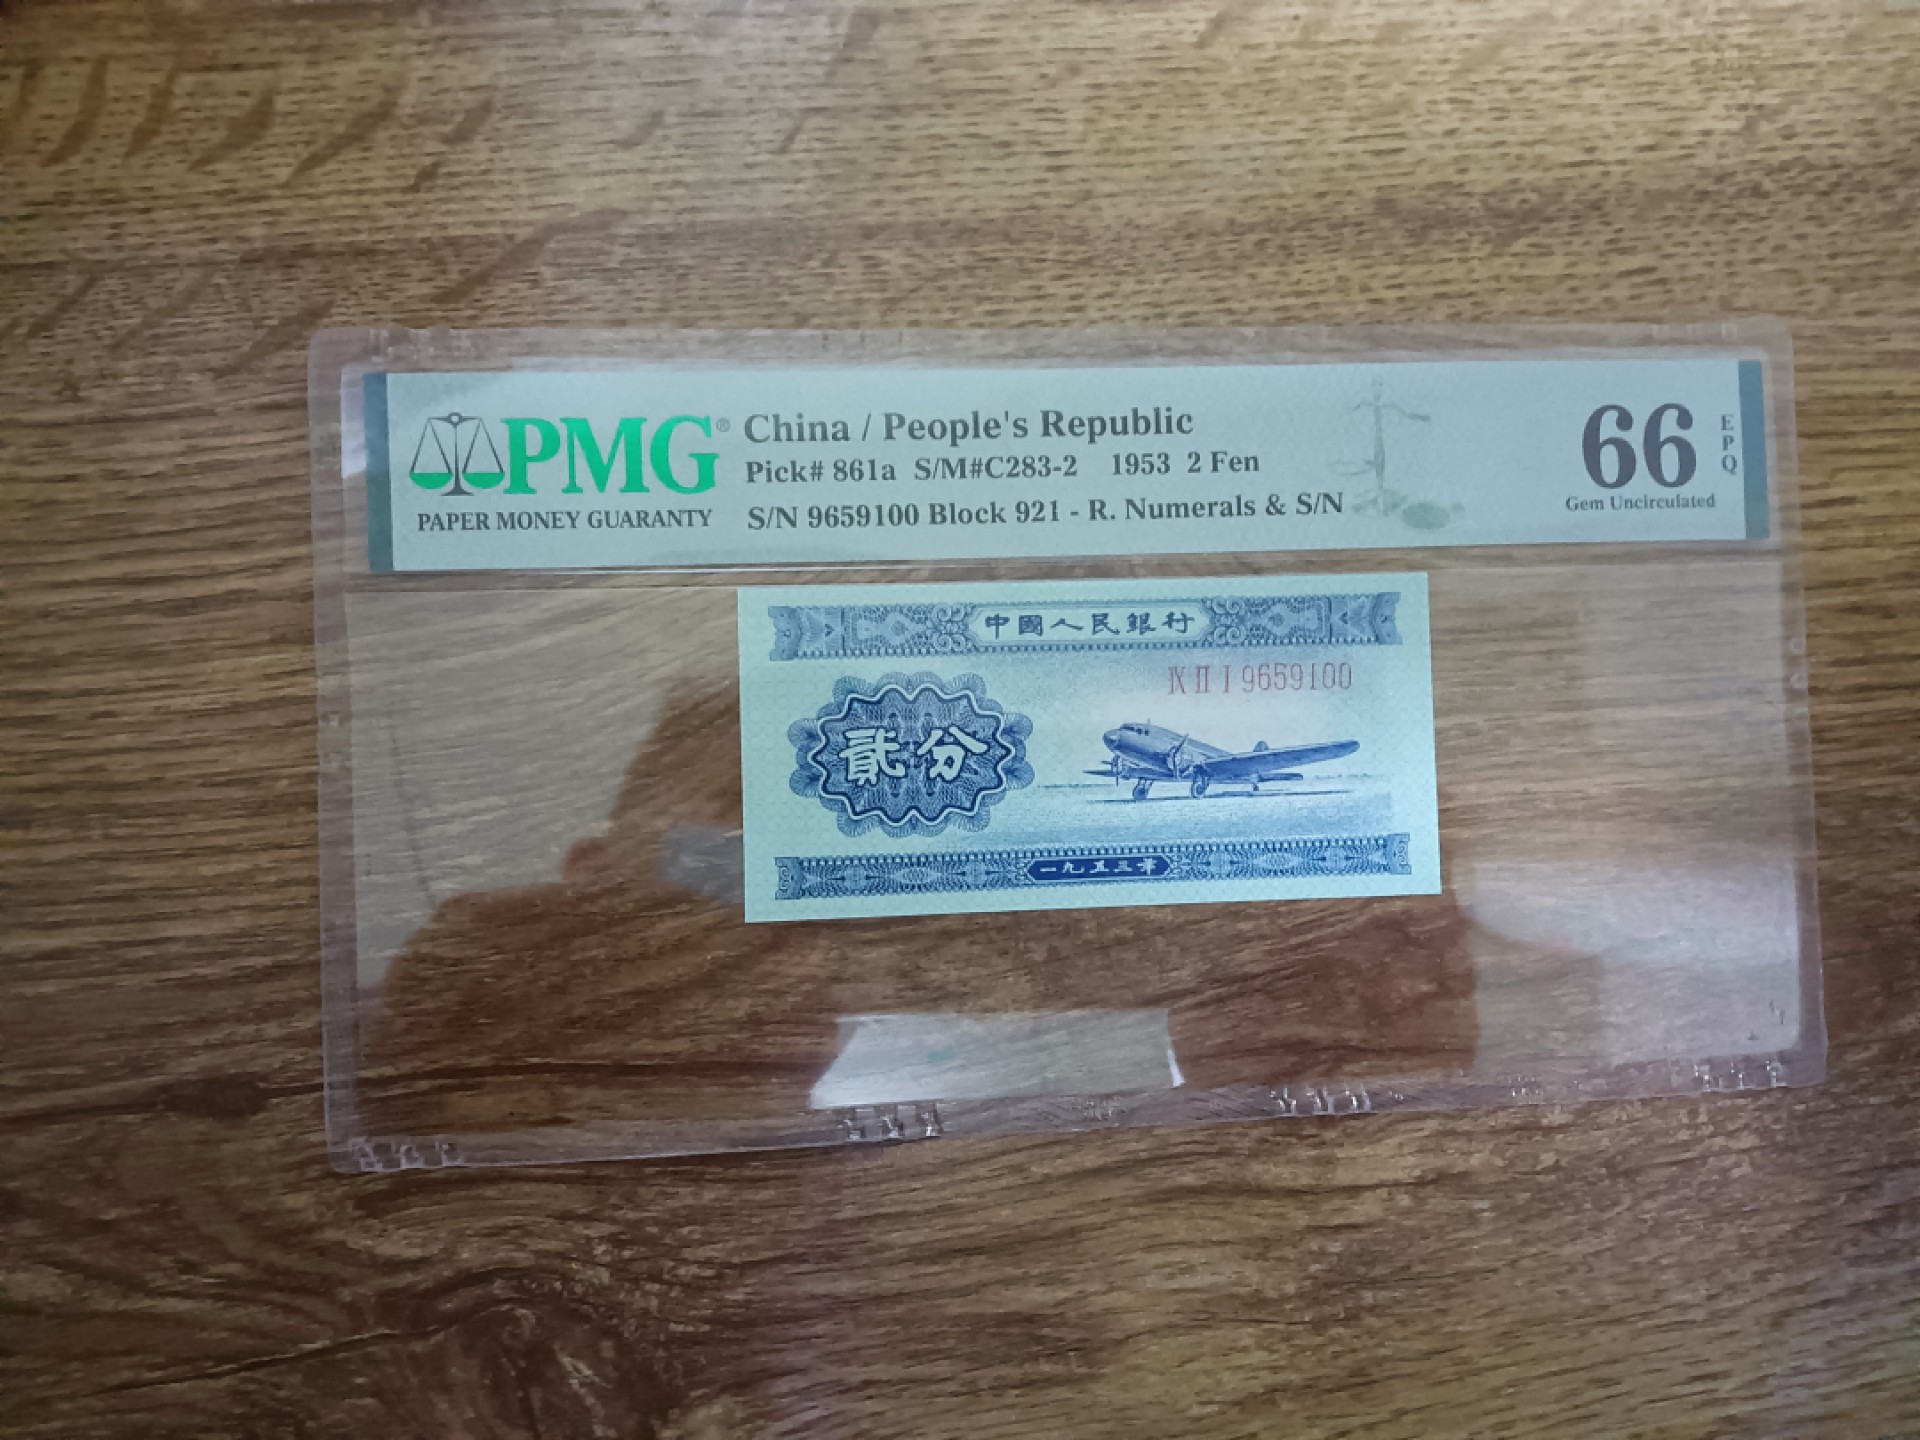 PMG®
PAPER MONEY GUARANTY
China / People's Republic
Pick# 861a S/M#C283-2 1953 2 Fen
S/N 9659100 Block 921 - R. Numerals & S/N
66 EPQ
Gem Uncirculated
中國人民銀行
IX II I 9659100
貳分
一九五三年